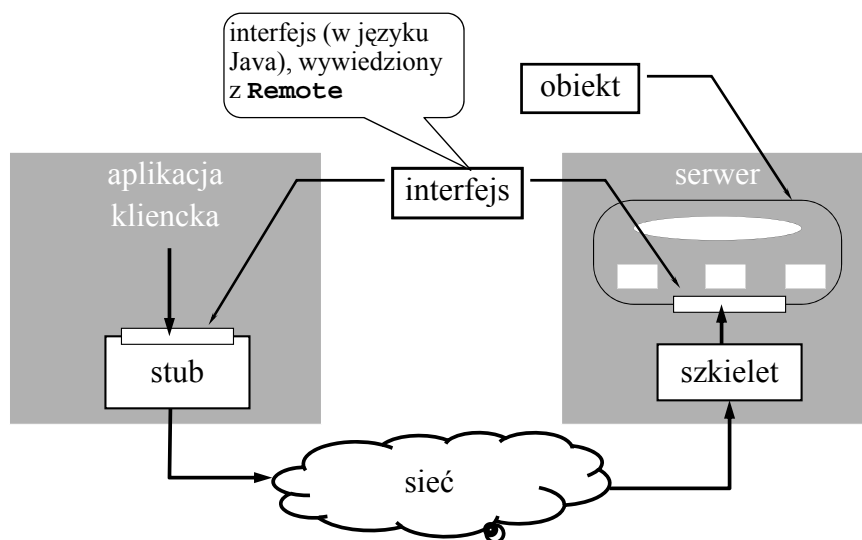 interfejs (w języku
Java), wywiedziony
z Remote
obiekt
aplikacja
kliencka
interfejs
serwer
stub
szkielet
sieć